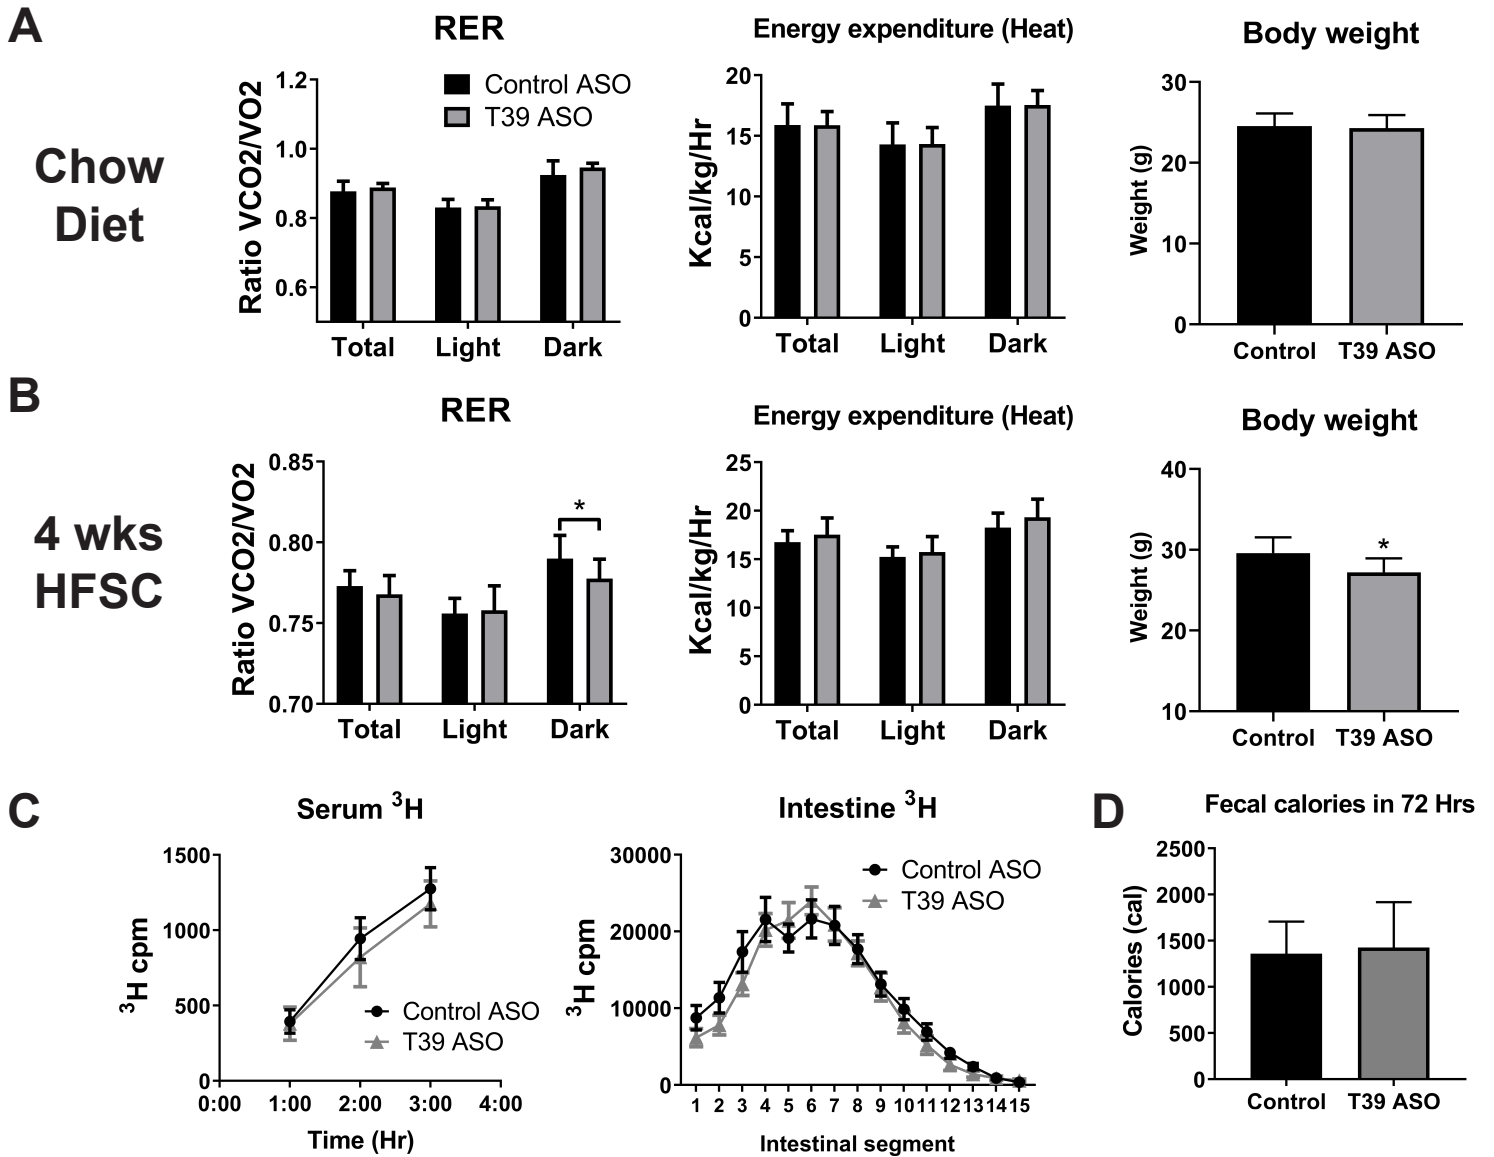 A
Chow
Diet
RER
Ratio VCO2/VO2
1.2
1.0
0.8
0.6
Control ASO
T39 ASO
Total Light Dark
Energy expenditure (Heat)
Kcal/kg/Hr
20
15
10
5
0
Total Light Dark
Body weight
Weight (g)
30
20
10
0
Control T39 ASO
B
4 wks
HFSC
RER
Ratio VCO2/VO2
0.85
0.80
0.75
0.70
*
Total Light Dark
Energy expenditure (Heat)
Kcal/kg/Hr
25
20
15
10
5
0
Total Light Dark
Body weight
Weight (g)
40
30
20
10
*
Control T39 ASO
C
Serum ³H
³H cpm
1500
1000
500
0
Control ASO
T39 ASO
0:00 1:00 2:00 3:00 4:00
Time (Hr)
Intestine ³H
³H cpm
30000
20000
10000
0
Control ASO
T39 ASO
1 2 3 4 5 6 7 8 9 10 11 12 13 14 15
Intestinal segment
D
Fecal calories in 72 Hrs
Calories (cal)
2500
2000
1500
1000
500
0
Control T39 ASO